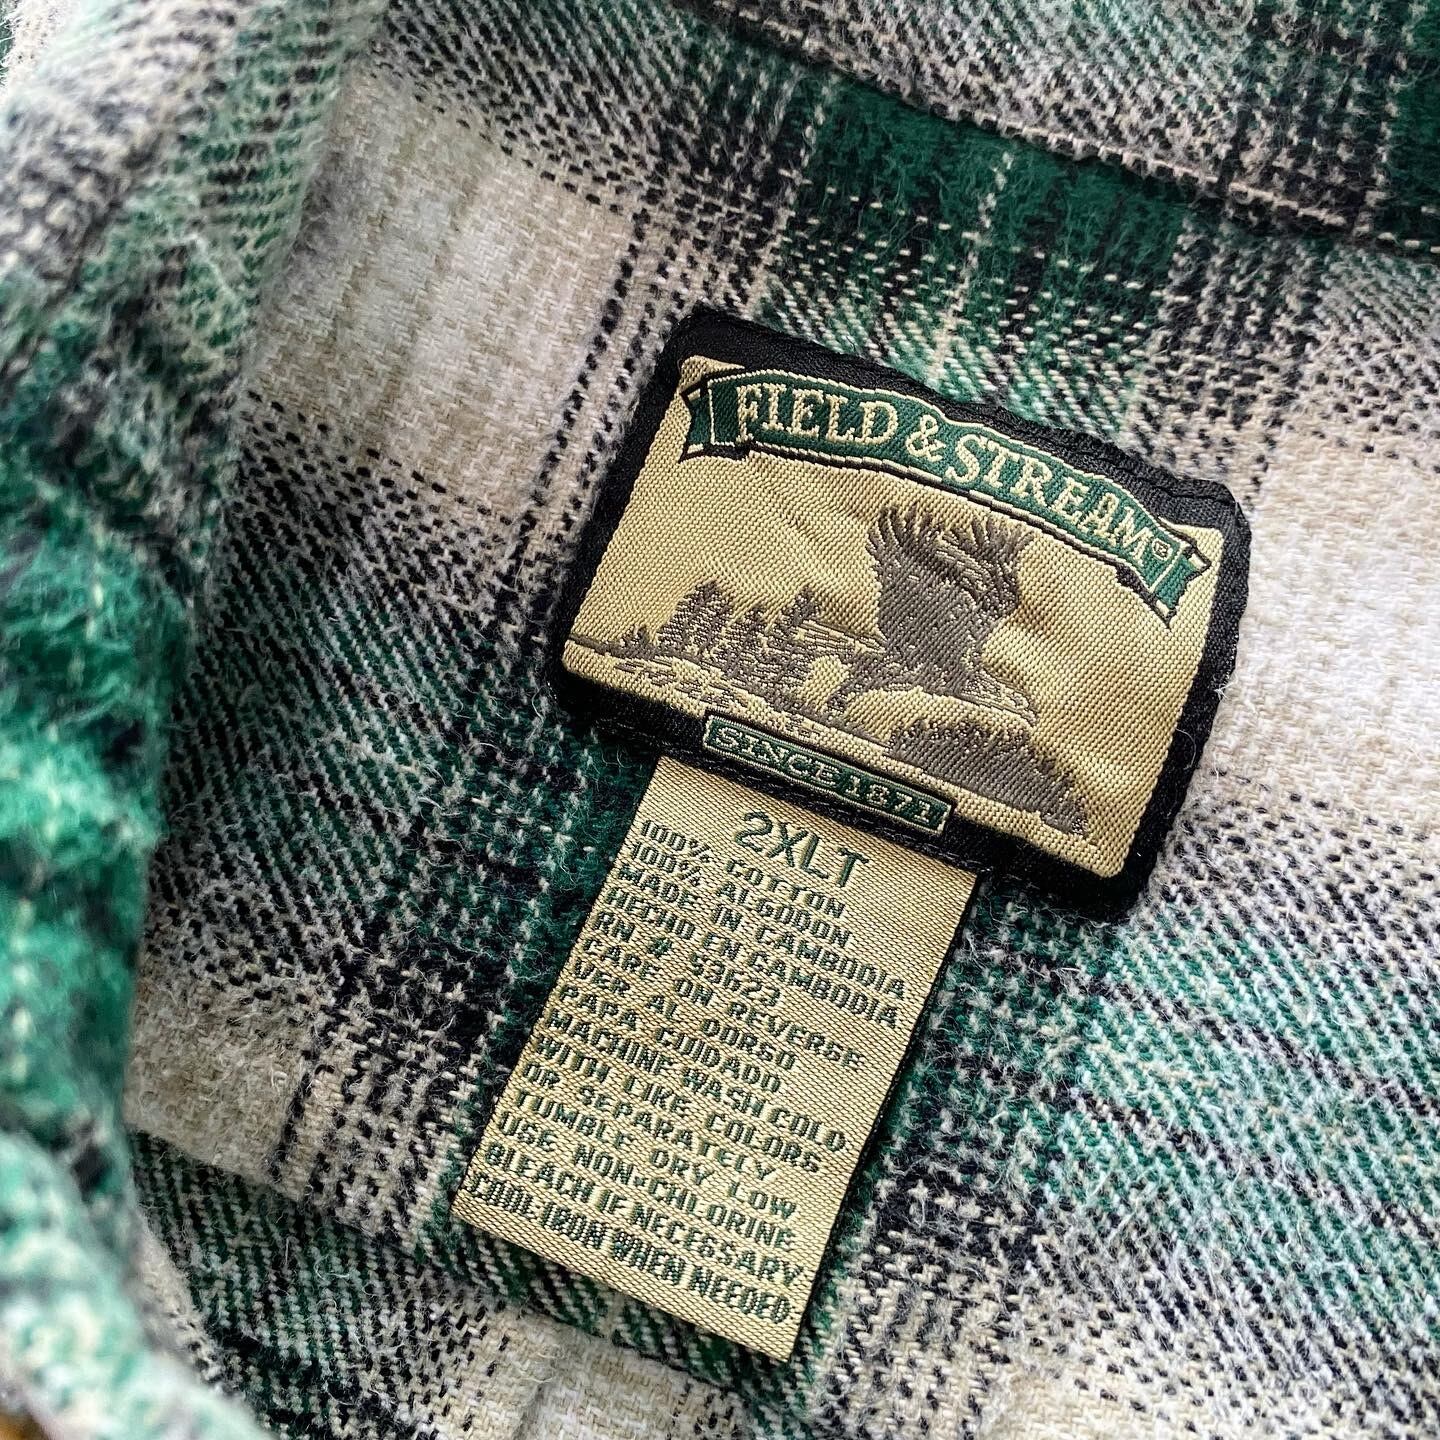 FIELD & STREAM®
SINCE 1871
2XLT
100% COTTON
100% ALGODON
MADE IN CAMBODIA
HECHO EN CAMBODIA
RN # 53623
CARE ON REVERSE
VER AL DORSO
PAPA CUIDADO
MACHINE WASH COLD
WITH LIKE COLORS
OR SEPARATELY
TUMBLE DRY LOW
USE NON-CHLORINE
BLEACH IF NECESSARY
COOL IRON WHEN NEEDED